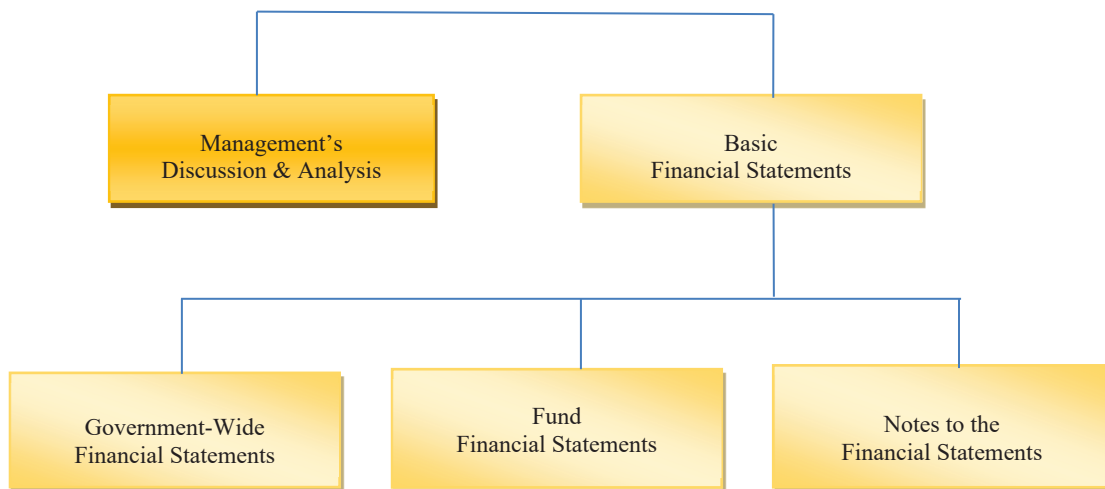 Management’s
Discussion & Analysis
Basic
Financial Statements
Government-Wide
Financial Statements
Fund
Financial Statements
Notes to the
Financial Statements